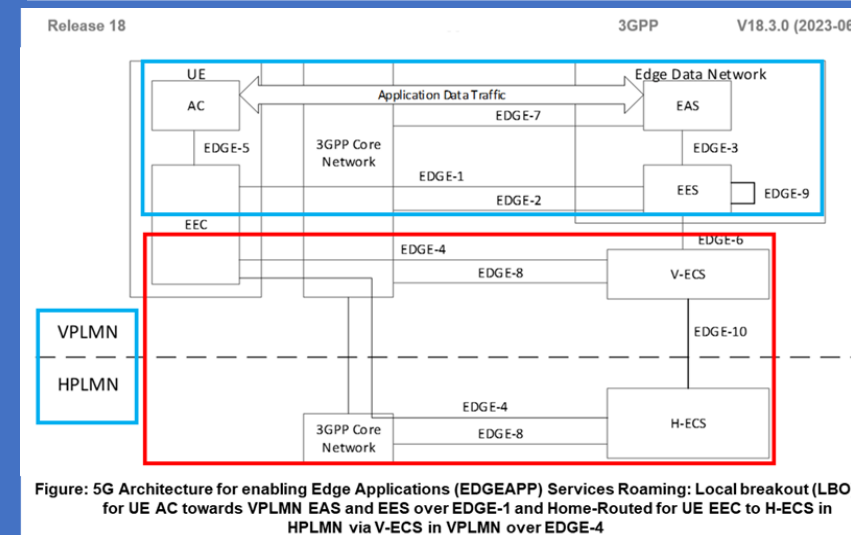 Release 18 3GPP V18.3.0 (2023-06
UE Edge Data Network
AC Application Data Traffic EAS
EDGE-7
EDGE-5 3GPP Core EDGE-3
Network
EDGE-1
EES
EDGE-2 EDGE-9
EEC
EDGE-6
EDGE-4
EDGE-8 V-ECS
VPLMN EDGE-10
HPLMN
EDGE-4
H-ECS
3GPP Core EDGE-8
Network
Figure: 5G Architecture for enabling Edge Applications (EDGEAPP) Services Roaming: Local breakout (LBO
for UE AC towards VPLMN EAS and EES over EDGE-1 and Home-Routed for UE EEC to H-ECS in
HPLMN via V-ECS in VPLMN over EDGE-4